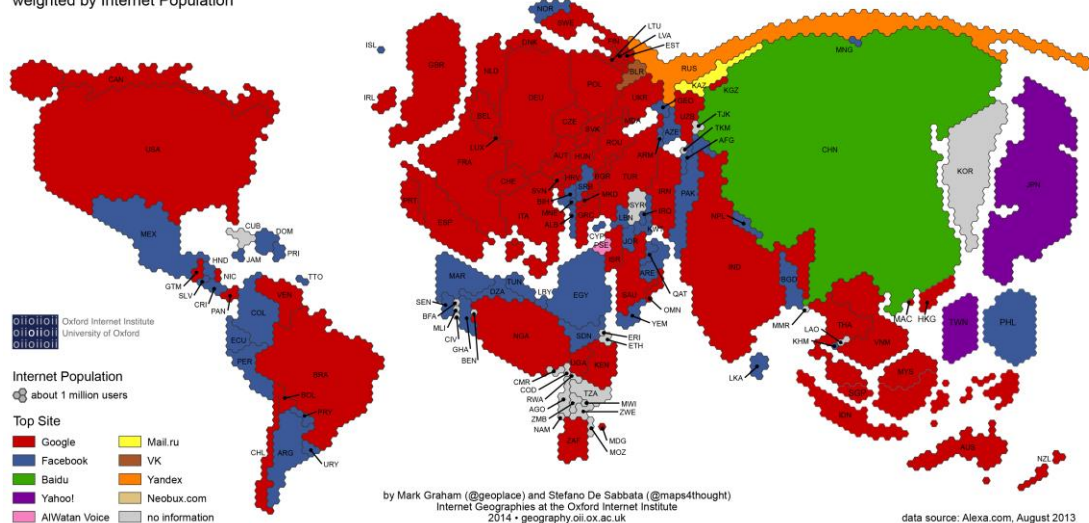 weighted by Internet Population
NOR
SWE
FIN
LTU
LVA
EST
DNK
ISL
GBR
IRL
NLD
BEL
LUX
DEU
POL
BLR
UKR
CZE
SVK
MDA
FRA
CHE
AUT
HUN
ROU
SVN
HRV
BIH
SRB
BGR
MNE
ALB
MKD
GRC
TUR
PRT
ESP
ITA
CYP
PSE
ISR
LBN
SYR
JOR
IRQ
KWT
IRN
ARM
AZE
GEO
RUS
KAZ
KGZ
UZB
TJK
TKM
AFG
PAK
MNG
CHN
KOR
JPN
NPL
IND
BGD
LKA
MMR
LAO
KHM
THA
VNM
MAC
HKG
TWN
PHL
MYS
SGP
IDN
AUS
NZL
SAU
ARE
QAT
OMN
YEM
CAN
USA
MEX
CUB
DOM
JAM
PRI
HND
GTM
SLV
NIC
CRI
PAN
TTO
VEN
COL
ECU
PER
BRA
BOL
PRY
CHL
ARG
URY
MAR
DZA
TUN
LBY
EGY
SEN
BFA
MLI
CIV
GHA
BEN
NGA
SDN
ERI
ETH
UGA
KEN
CMR
COD
RWA
TZA
AGO
ZMB
NAM
MWI
ZWE
ZAF
MDG
MOZ
Oxford Internet Institute
University of Oxford
Internet Population
about 1 million users
Top Site
Google
Facebook
Baidu
Yahoo!
AlWatan Voice
Mail.ru
VK
Yandex
Neobux.com
no information
by Mark Graham (@geoplace) and Stefano De Sabbata (@maps4thought)
Internet Geographies at the Oxford Internet Institute
2014 • geography.oii.ox.ac.uk
data source: Alexa.com, August 2013